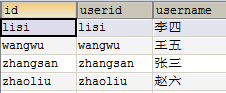 id userid username
lisi lisi 李四
wangwu wangwu 王五
zhangsan zhangsan 张三
zhaoliu zhaoliu 赵六